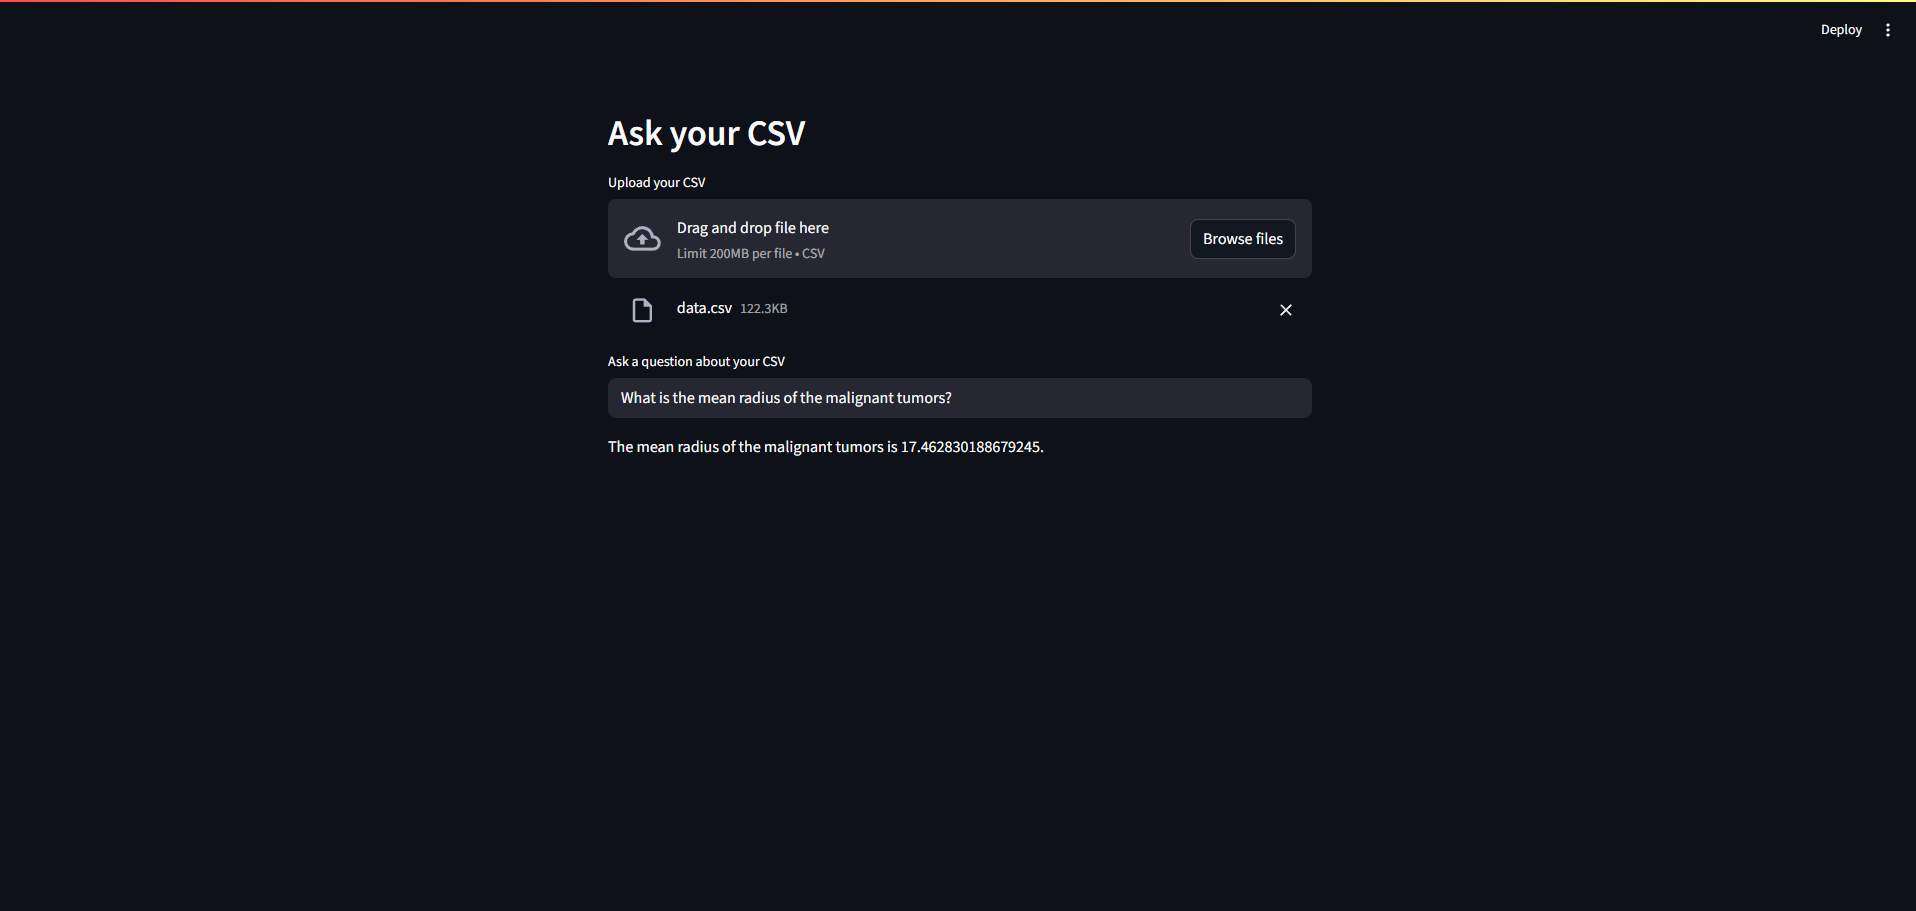 Deploy
Ask your CSV
Upload your CSV
Drag and drop file here
Limit 200MB per file • CSV
Browse files
data.csv 122.3KB
Ask a question about your CSV
What is the mean radius of the malignant tumors?
The mean radius of the malignant tumors is 17.462830188679245.